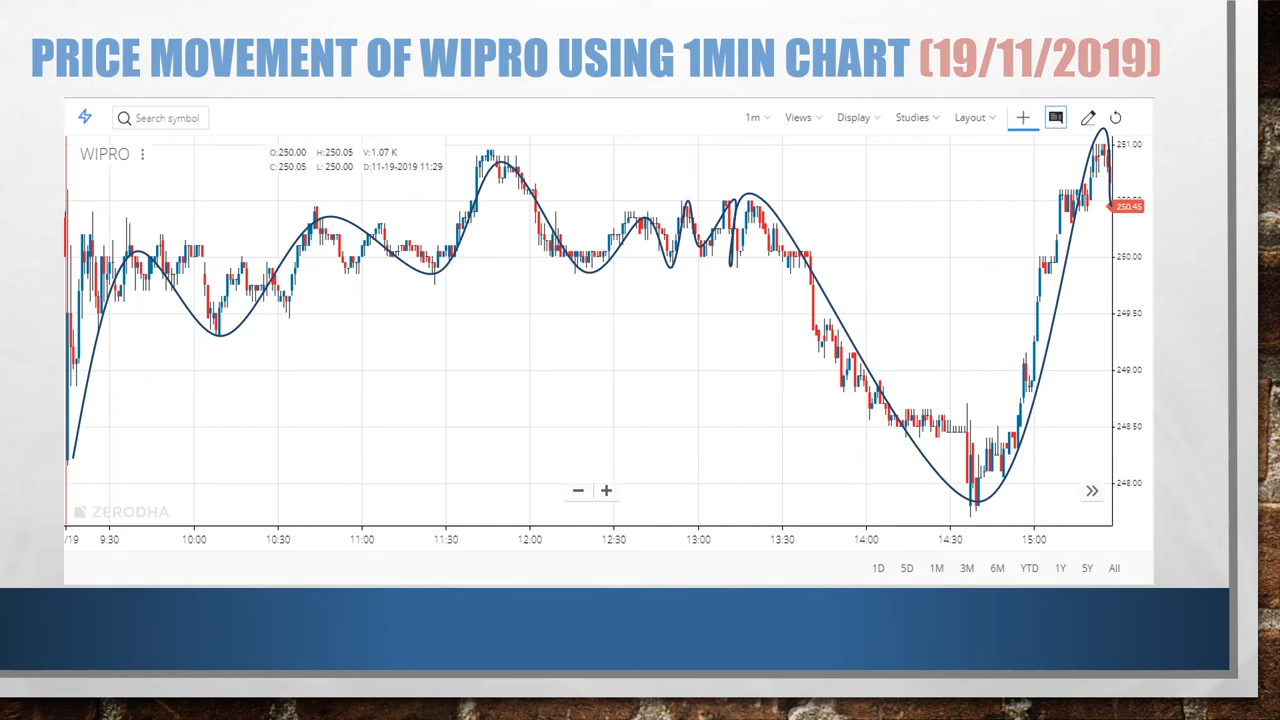 PRICE MOVEMENT OF WIPRO USING 1MIN CHART (19/11/2019)
Search symbol 1m Views Display Studies Layout
WIPRO
O:250.00 H:250.05 V:1.07 K
C:250.05 L: 250.00 D:11-19-2019 11:29
251.00
250.45
250.00
249.50
249.00
248.50
248.00
ZERODHA
/19 9:30 10:00 10:30 11:00 11:30 12:00 12:30 13:00 13:30 14:00 14:30 15:00
1D 5D 1M 3M 6M YTD 1Y 5Y All